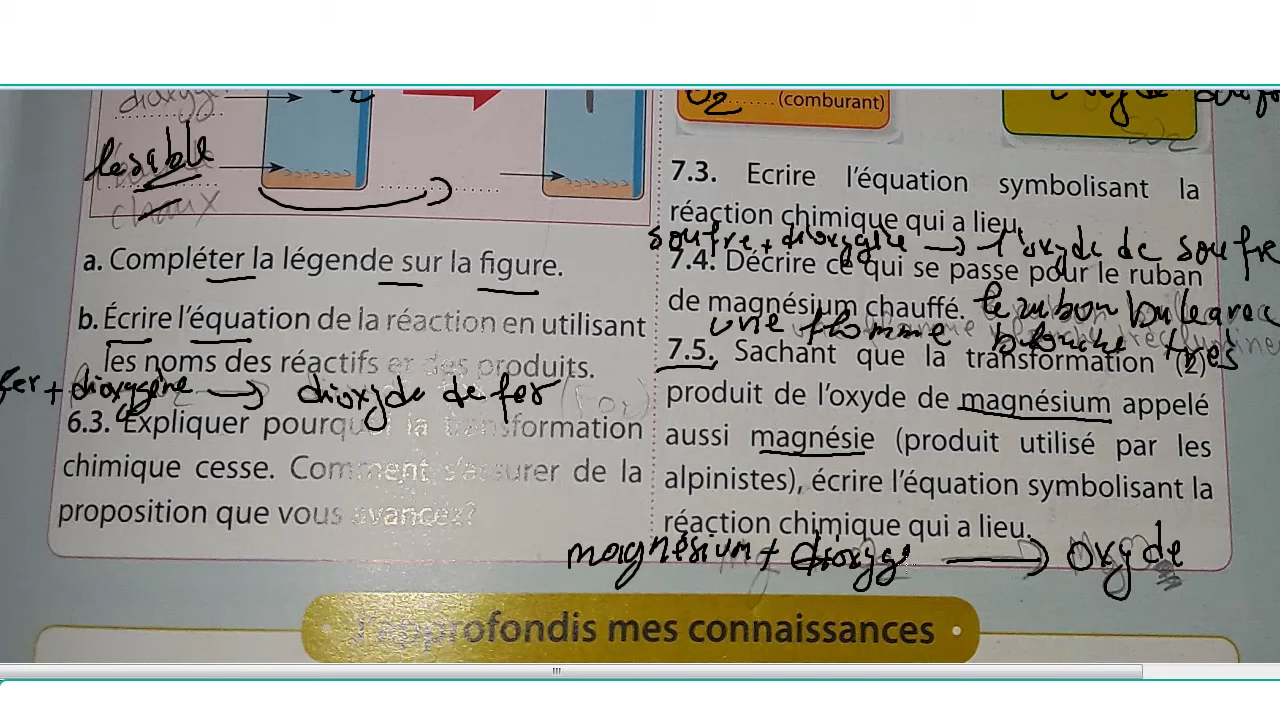 dioxygè
O2
le sable
chaux
a. Compléter la légende sur la figure.
b. Écrire l'équation de la réaction en utilisant
les noms des réactifs et des produits.
fer + dioxygène → dioxyde de fer
6.3. Expliquer pourquoi la transformation
chimique cesse. Comment s'assurer de la
proposition que vous avancez?
O2 ........ (comburant)
7.3. Ecrire l'équation symbolisant la
réaction chimique qui a lieu.
soufre + dioxygène → l'oxyde de soufre
7.4. Décrire ce qui se passe pour le ruban
de magnésium chauffé.
une flamme blanche très
7.5. Sachant que la transformation (2)
produit de l'oxyde de magnésium appelé
aussi magnésie (produit utilisé par les
alpinistes), écrire l'équation symbolisant la
réaction chimique qui a lieu.
magnésium + dioxygè → oxyde
J'approfondis mes connaissances